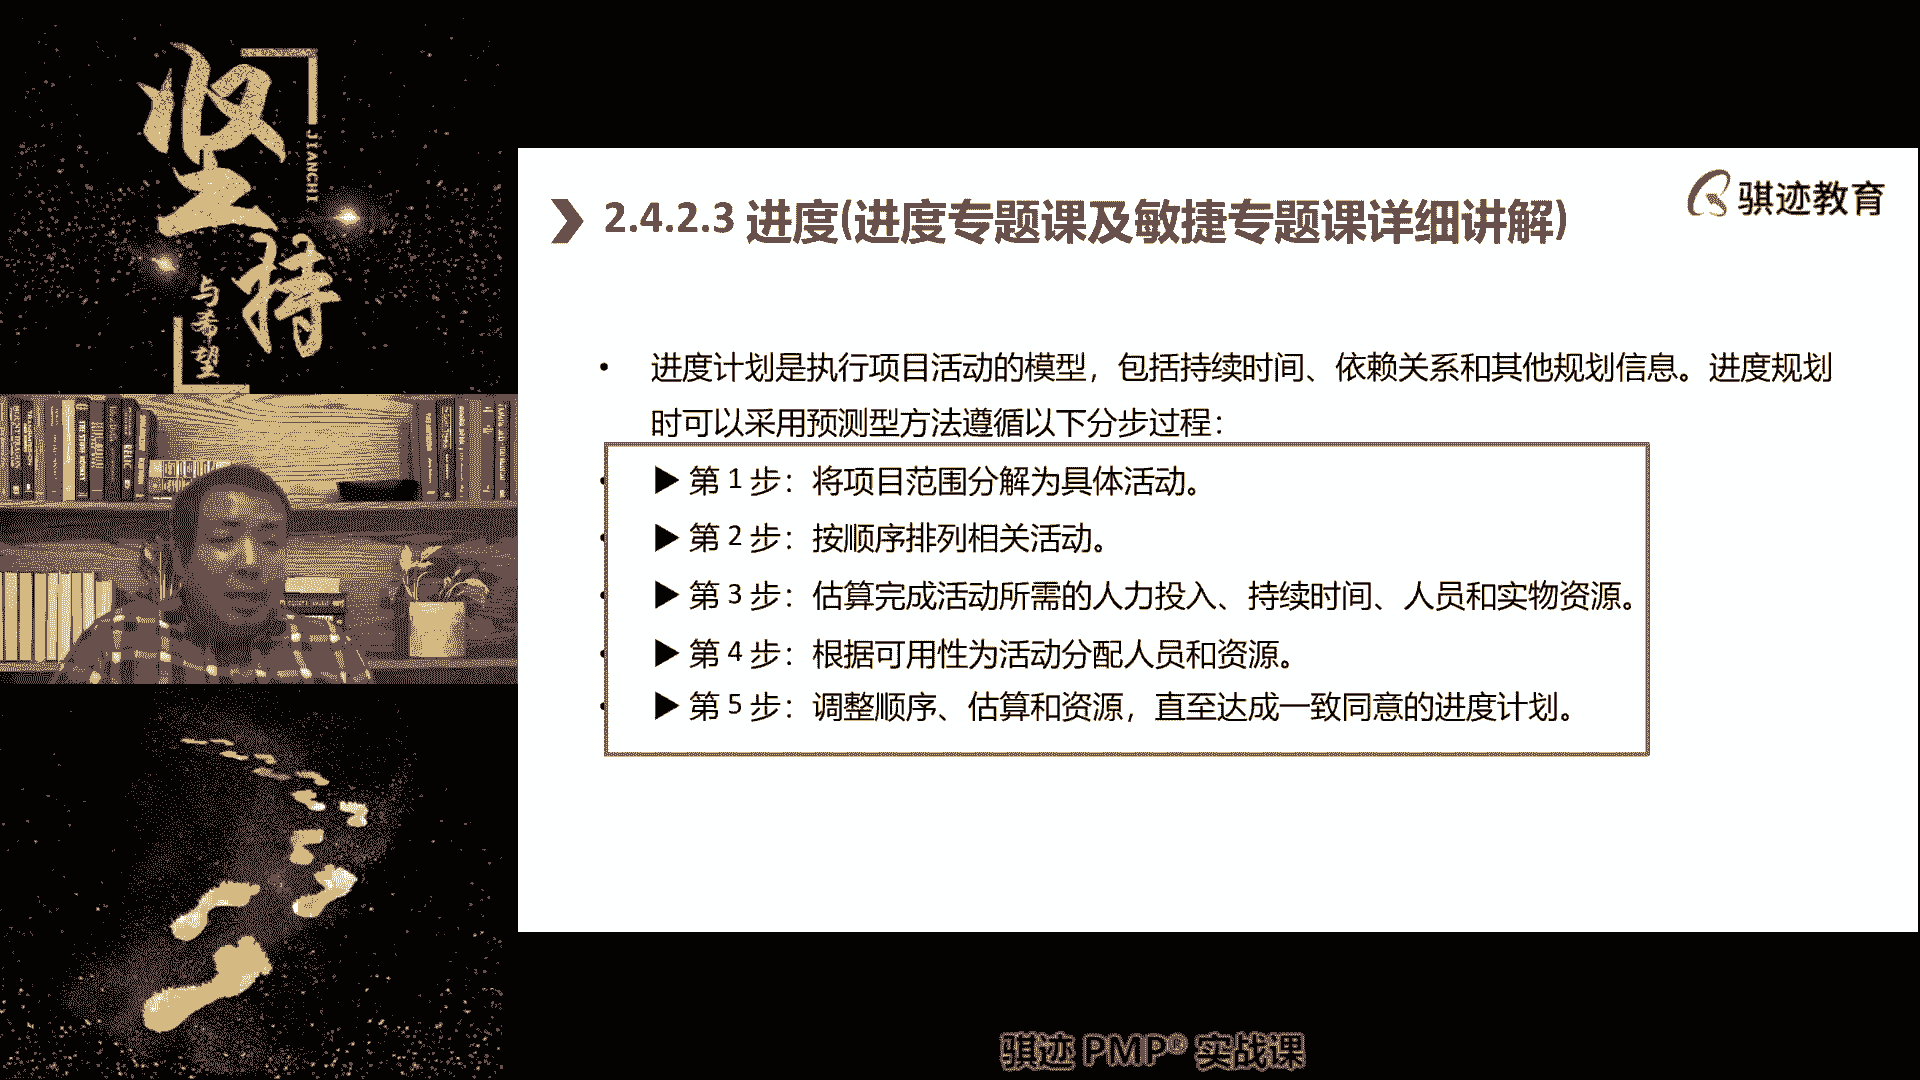 坚持
JIANCHI
与希望
骐迹教育
2.4.2.3 进度(进度专题课及敏捷专题课详细讲解)
• 进度计划是执行项目活动的模型，包括持续时间、依赖关系和其他规划信息。进度规划
时可以采用预测型方法遵循以下分步过程：
▶ 第 1 步：将项目范围分解为具体活动。
▶ 第 2 步：按顺序排列相关活动。
▶ 第 3 步：估算完成活动所需的人力投入、持续时间、人员和实物资源。
▶ 第 4 步：根据可用性为活动分配人员和资源。
▶ 第 5 步：调整顺序、估算和资源，直至达成一致同意的进度计划。
骐迹 PMP® 实战课